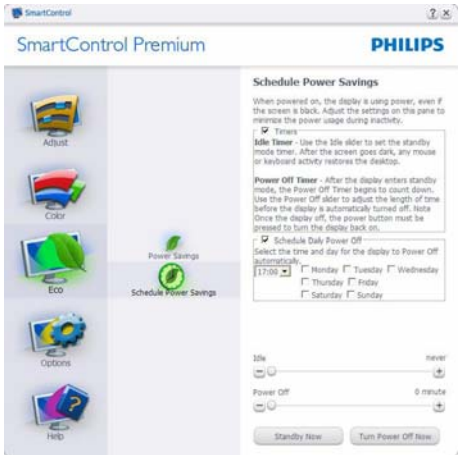 SmartControl
SmartControl Premium
PHILIPS
Adjust
Color
Eco
Options
Help
Power Savings
Schedule Power Savings
Schedule Power Savings
When powered on, the display is using power, even if
the screen is black. Adjust the settings on this pane to
minimize the power usage during inactivity.
Timers
Idle Timer - Use the Idle slider to set the standby
mode timer. After the screen goes dark, any mouse
or keyboard activity restores the desktop.
Power Off Timer - After the display enters standby
mode, the Power Off Timer begins to count down.
Use the Power Off slider to adjust the length of time
before the display is automatically turned off. Note
Once the display off, the power button must be
pressed to turn the display back on.
Schedule Daily Power Off
Select the time and day for the display to Power Off
automatically.
17:00 Monday Tuesday Wednesday
Thursday Friday
Saturday Sunday
Idle never
Power Off 0 minute
Standby Now Turn Power Off Now